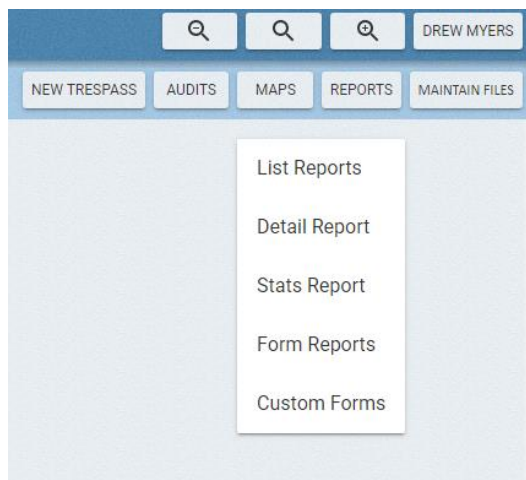 DREW MYERS
NEW TRESPASS AUDITS MAPS REPORTS MAINTAIN FILES
List Reports
Detail Report
Stats Report
Form Reports
Custom Forms